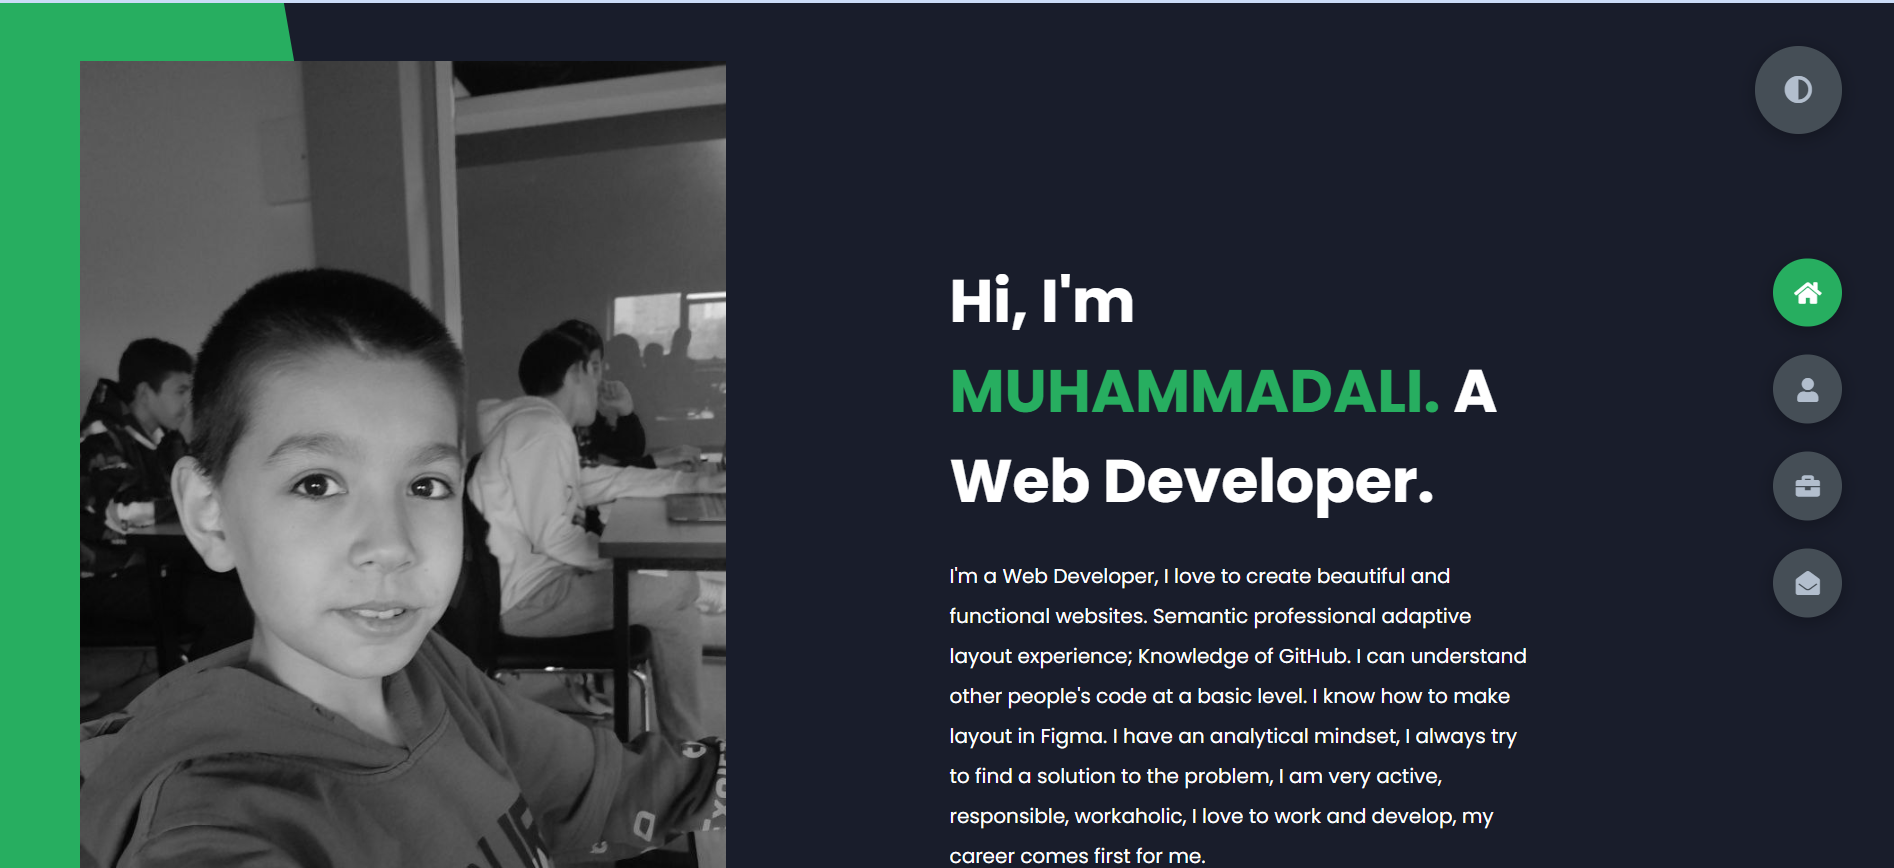 Hi, I'm
MUHAMMADALI. A
Web Developer.
I'm a Web Developer, I love to create beautiful and
functional websites. Semantic professional adaptive
layout experience; Knowledge of GitHub. I can understand
other people's code at a basic level. I know how to make
layout in Figma. I have an analytical mindset, I always try
to find a solution to the problem, I am very active,
responsible, workaholic, I love to work and develop, my
career comes first for me.